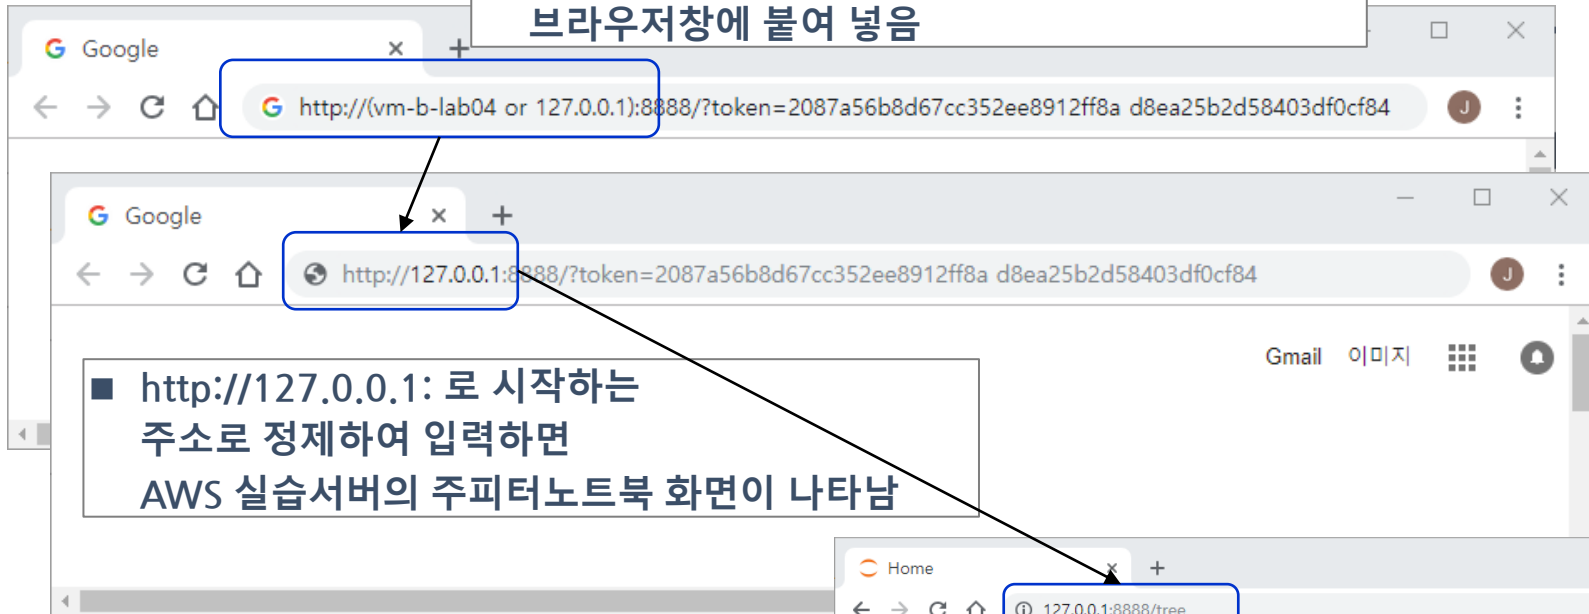 브라우저창에 붙여 넣음
Google
http://(vm-b-lab04 or 127.0.0.1):8888/?token=2087a56b8d67cc352ee8912ff8a d8ea25b2d58403df0cf84
J
Google
http://127.0.0.1:8888/?token=2087a56b8d67cc352ee8912ff8a d8ea25b2d58403df0cf84
J
Gmail 이미지
■ http://127.0.0.1: 로 시작하는
주소로 정제하여 입력하면
AWS 실습서버의 주피터노트북 화면이 나타남
Home
127.0.0.1:8888/tree